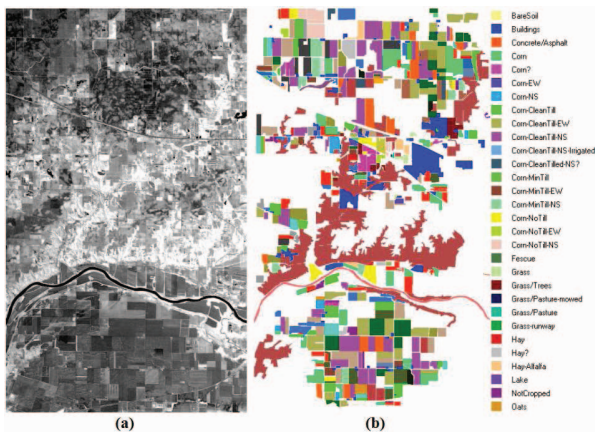 BareSoil
Buildings
Concrete/Asphalt
Corn
Corn?
Corn-EW
Corn-NS
Corn-CleanTill
Corn-CleanTill-EW
Corn-CleanTill-NS
Corn-CleanTill-NS-Irrigated
Corn-CleanTilled-NS?
Corn-MinTill
Corn-MinTill-EW
Corn-MinTill-NS
Corn-NoTill
Corn-NoTill-EW
Corn-NoTill-NS
Fescue
Grass
Grass/Trees
Grass/Pasture-mowed
Grass/Pasture
Grass-runway
Hay
Hay?
Hay-Alfalfa
Lake
NotCropped
Oats
(a)
(b)